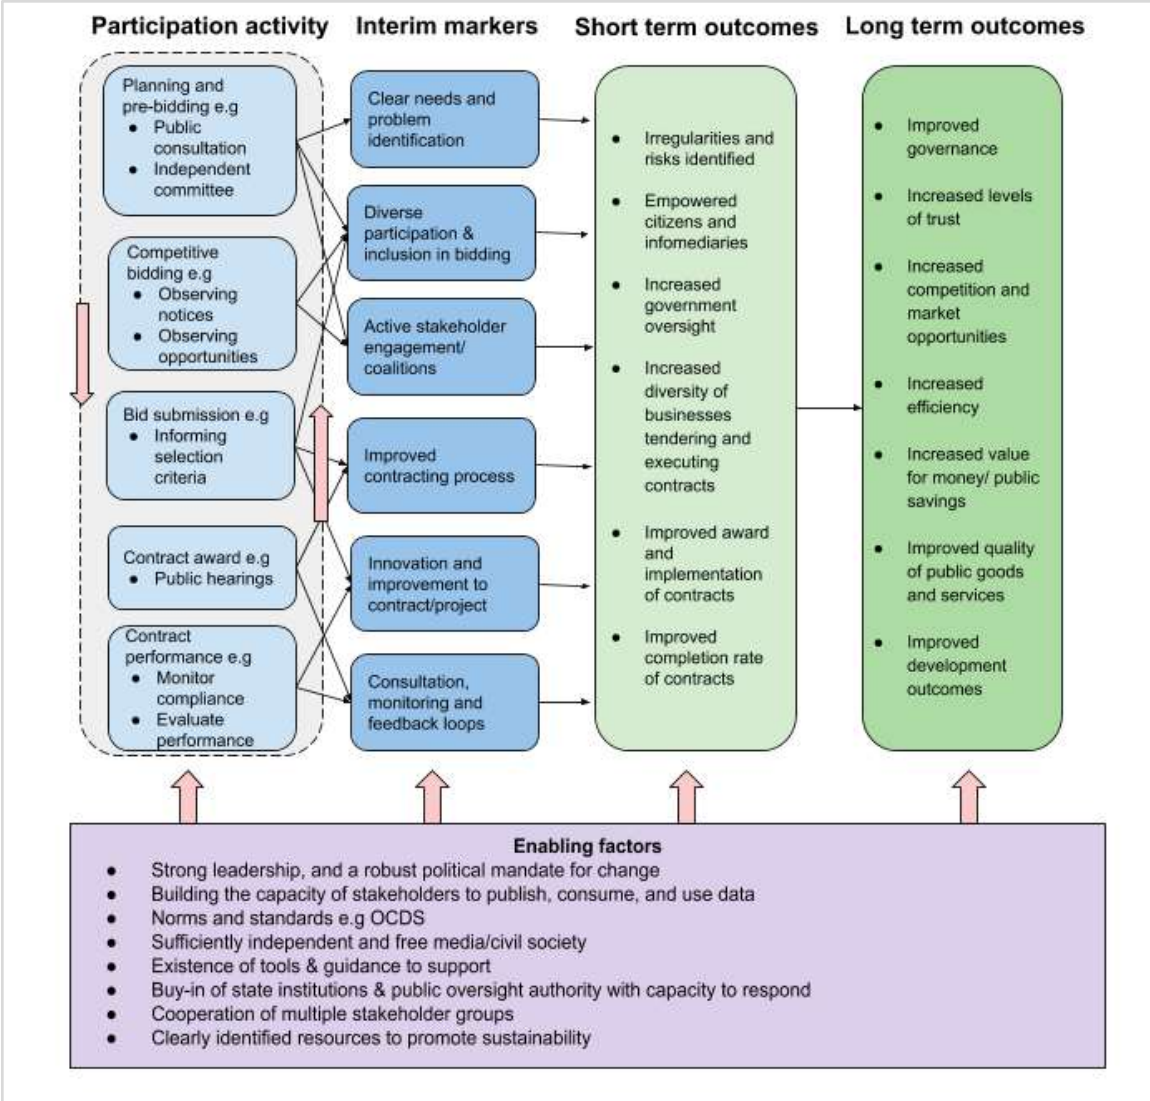 Participation activity
Interim markers
Short term outcomes
Long term outcomes
Planning and
pre-bidding e.g
● Public
consultation
● Independent
committee
Competitive
bidding e.g
● Observing
notices
● Observing
opportunities
Bid submission e.g
● Informing
selection
criteria
Contract award e.g
● Public hearings
Contract
performance e.g
● Monitor
compliance
● Evaluate
performance
Clear needs and
problem
identification
Diverse
participation &
inclusion in bidding
Active stakeholder
engagement/
coalitions
Improved
contracting process
Innovation and
improvement to
contract/project
Consultation,
monitoring and
feedback loops
● Irregularities and
risks identified
● Empowered
citizens and
infomediaries
● Increased
government
oversight
● Increased
diversity of
businesses
tendering and
executing
contracts
● Improved award
and
implementation
of contracts
● Improved
completion rate
of contracts
● Improved
governance
● Increased levels
of trust
● Increased
competition and
market
opportunities
● Increased
efficiency
● Increased value
for money/ public
savings
● Improved quality
of public goods
and services
● Improved
development
outcomes
Enabling factors
● Strong leadership, and a robust political mandate for change
● Building the capacity of stakeholders to publish, consume, and use data
● Norms and standards e.g OCDS
● Sufficiently independent and free media/civil society
● Existence of tools & guidance to support
● Buy-in of state institutions & public oversight authority with capacity to respond
● Cooperation of multiple stakeholder groups
● Clearly identified resources to promote sustainability